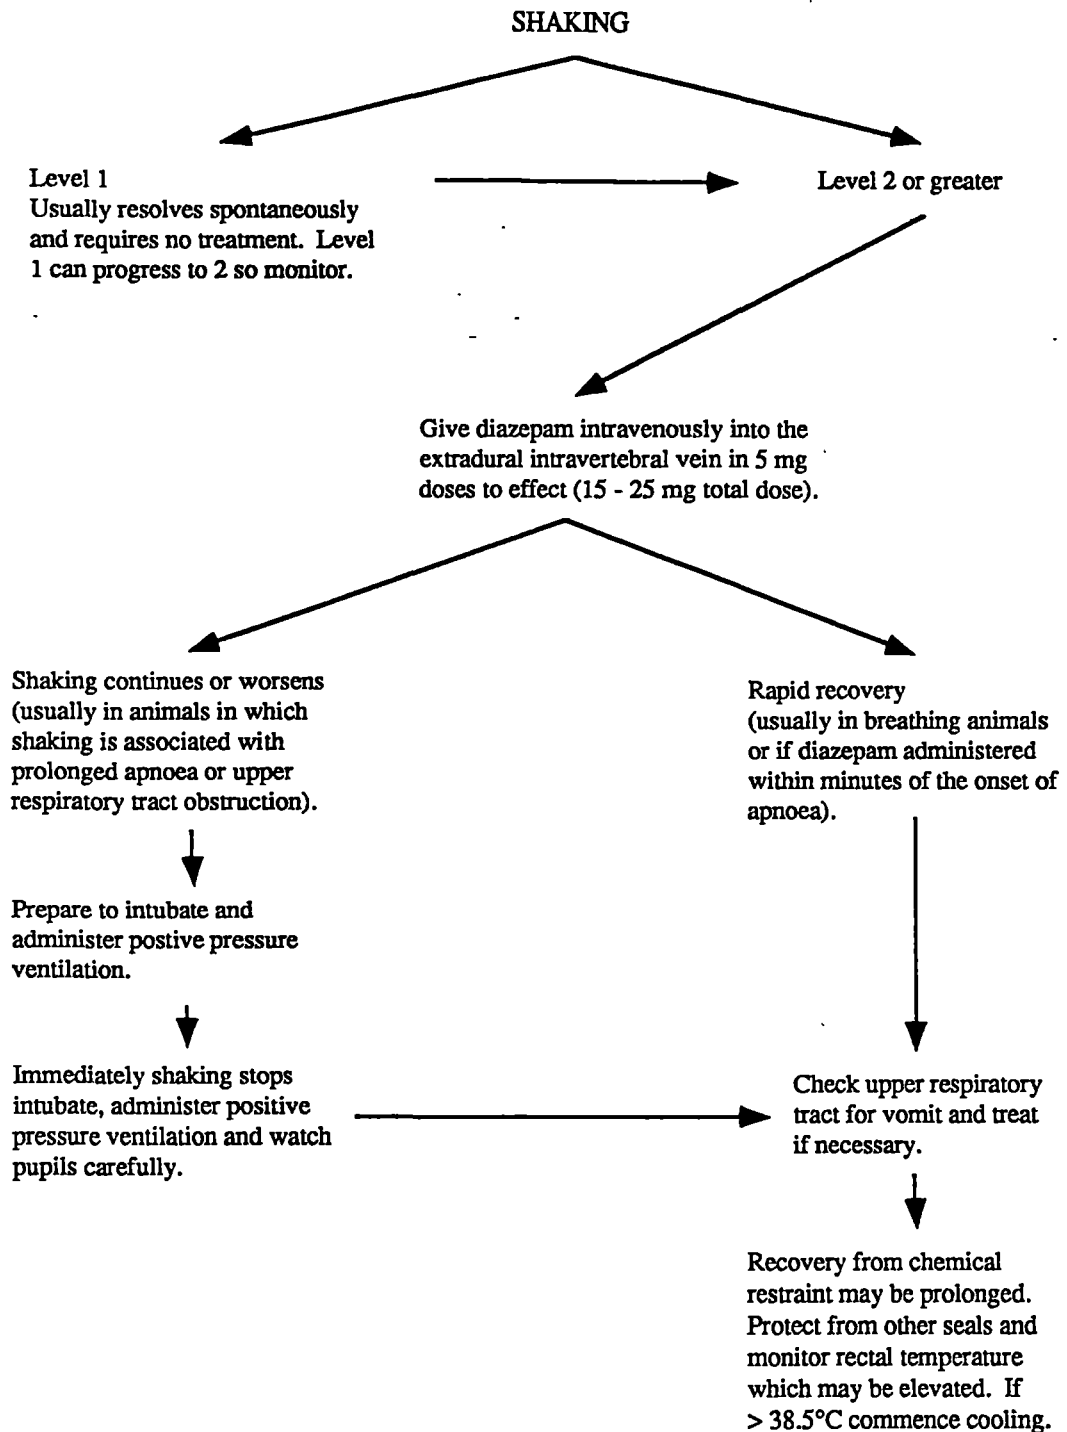 SHAKING
Level 1
Usually resolves spontaneously
and requires no treatment. Level
1 can progress to 2 so monitor.
Level 2 or greater
Give diazepam intravenously into the
extradural intravertebral vein in 5 mg
doses to effect (15 - 25 mg total dose).
Shaking continues or worsens
(usually in animals in which
shaking is associated with
prolonged apnoea or upper
respiratory tract obstruction).
Rapid recovery
(usually in breathing animals
or if diazepam administered
within minutes of the onset of
apnoea).
Prepare to intubate and
administer postive pressure
ventilation.
Immediately shaking stops
intubate, administer positive
pressure ventilation and watch
pupils carefully.
Check upper respiratory
tract for vomit and treat
if necessary.
Recovery from chemical
restraint may be prolonged.
Protect from other seals and
monitor rectal temperature
which may be elevated. If
> 38.5°C commence cooling.